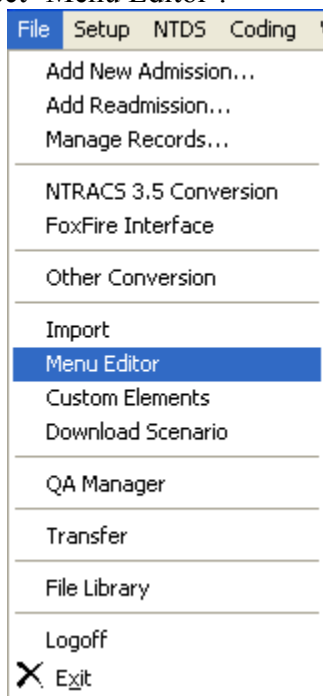 Menu Editor".
File Setup NTDS Coding
Add New Admission...
Add Readmission...
Manage Records...
NTRACS 3.5 Conversion
FoxFire Interface
Other Conversion
Import
Menu Editor
Custom Elements
Download Scenario
QA Manager
Transfer
File Library
Logoff
Exit